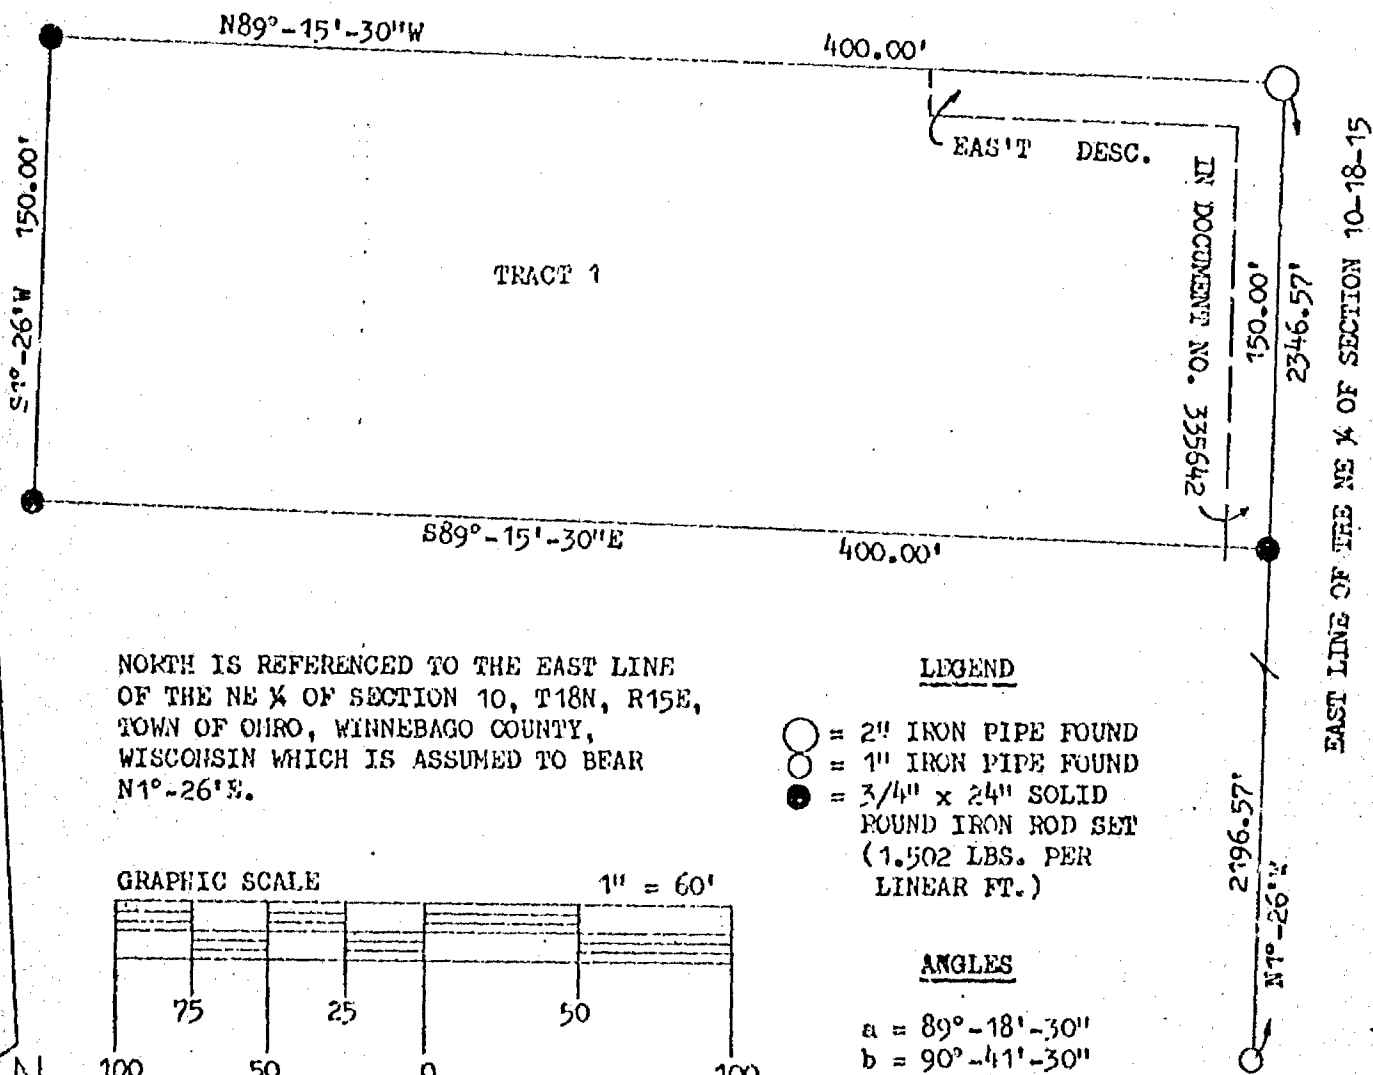 N89°-15'-30"W
400.00'
S1°-26'W 150.00'
EAS'T DESC.
IN DOCUMENT NO. 335642
TRACT 1
150.00'
2346.57'
EAST LINE OF THE NE ¼ OF SECTION 10-18-15
S89°-15'-30"E
400.00'
NORTH IS REFERENCED TO THE EAST LINE
OF THE NE ¼ OF SECTION 10, T18N, R15E,
TOWN OF OMRO, WINNEBAGO COUNTY,
WISCONSIN WHICH IS ASSUMED TO BEAR
N1°-26'E.
LEGEND
= 2" IRON PIPE FOUND
= 1" IRON PIPE FOUND
= 3/4" x 24" SOLID
ROUND IRON ROD SET
(1.502 LBS. PER
LINEAR FT.)
2196.57'
N1°-26'
GRAPHIC SCALE 1" = 60'
75 25 50
100 50 0 100
ANGLES
a = 89°-18'-30"
b = 90°-41'-30"